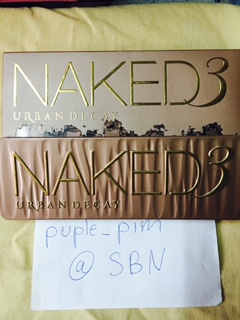 NAKED3
URBAN DECAY
NAKED3
URBAN DECAY
puple_pim
@ SBN